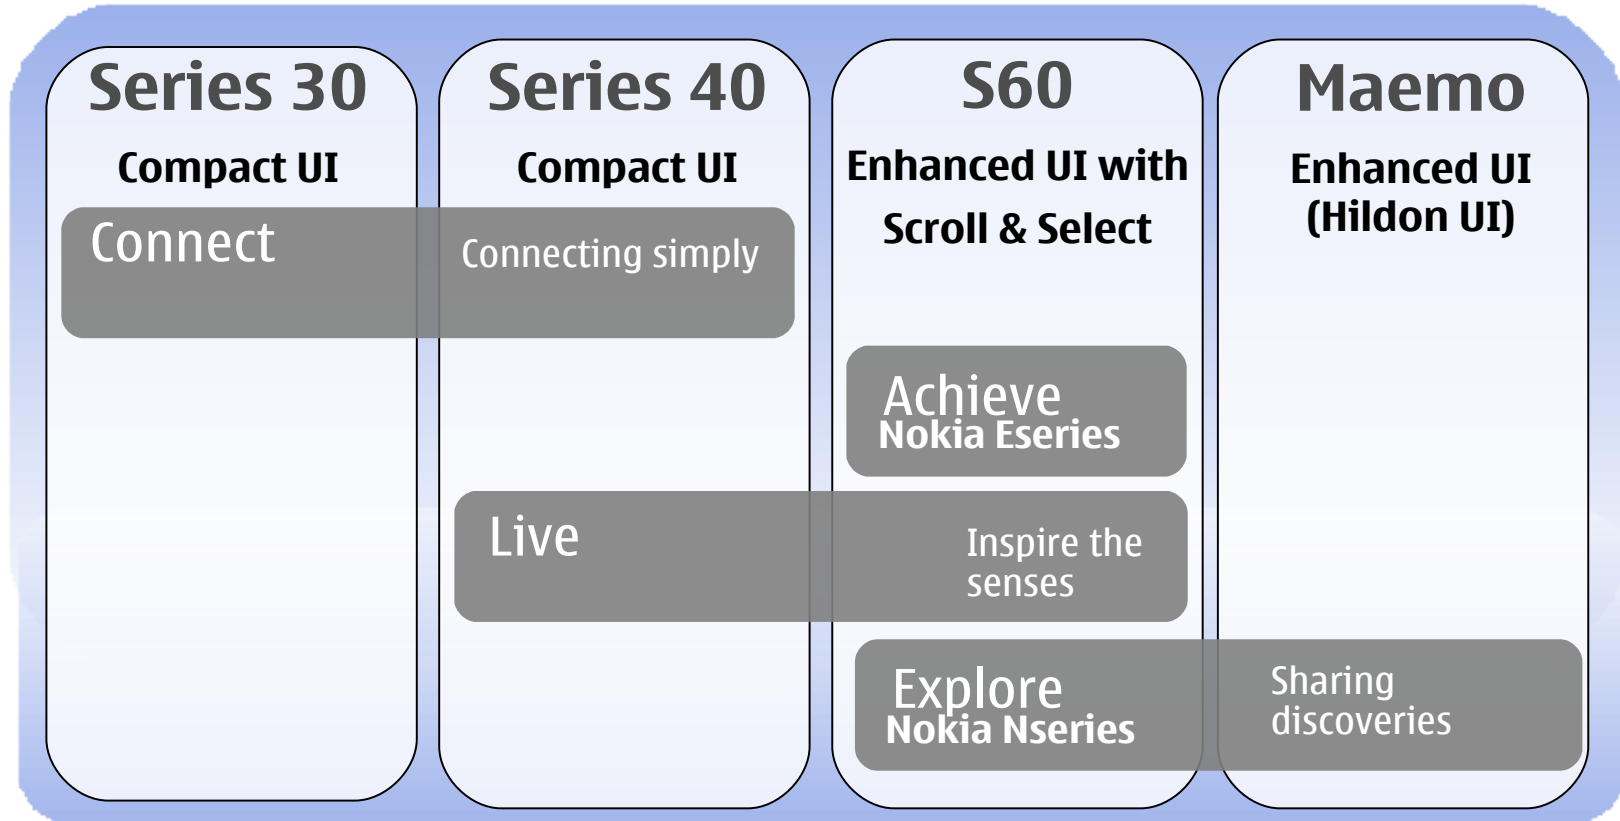 Series 30
Compact UI
Series 40
Compact UI
S60
Enhanced UI with
Scroll & Select
Maemo
Enhanced UI
(Hildon UI)
Connect
Connecting simply
Achieve
Nokia Eseries
Live
Inspire the
senses
Explore
Nokia Nseries
Sharing
discoveries